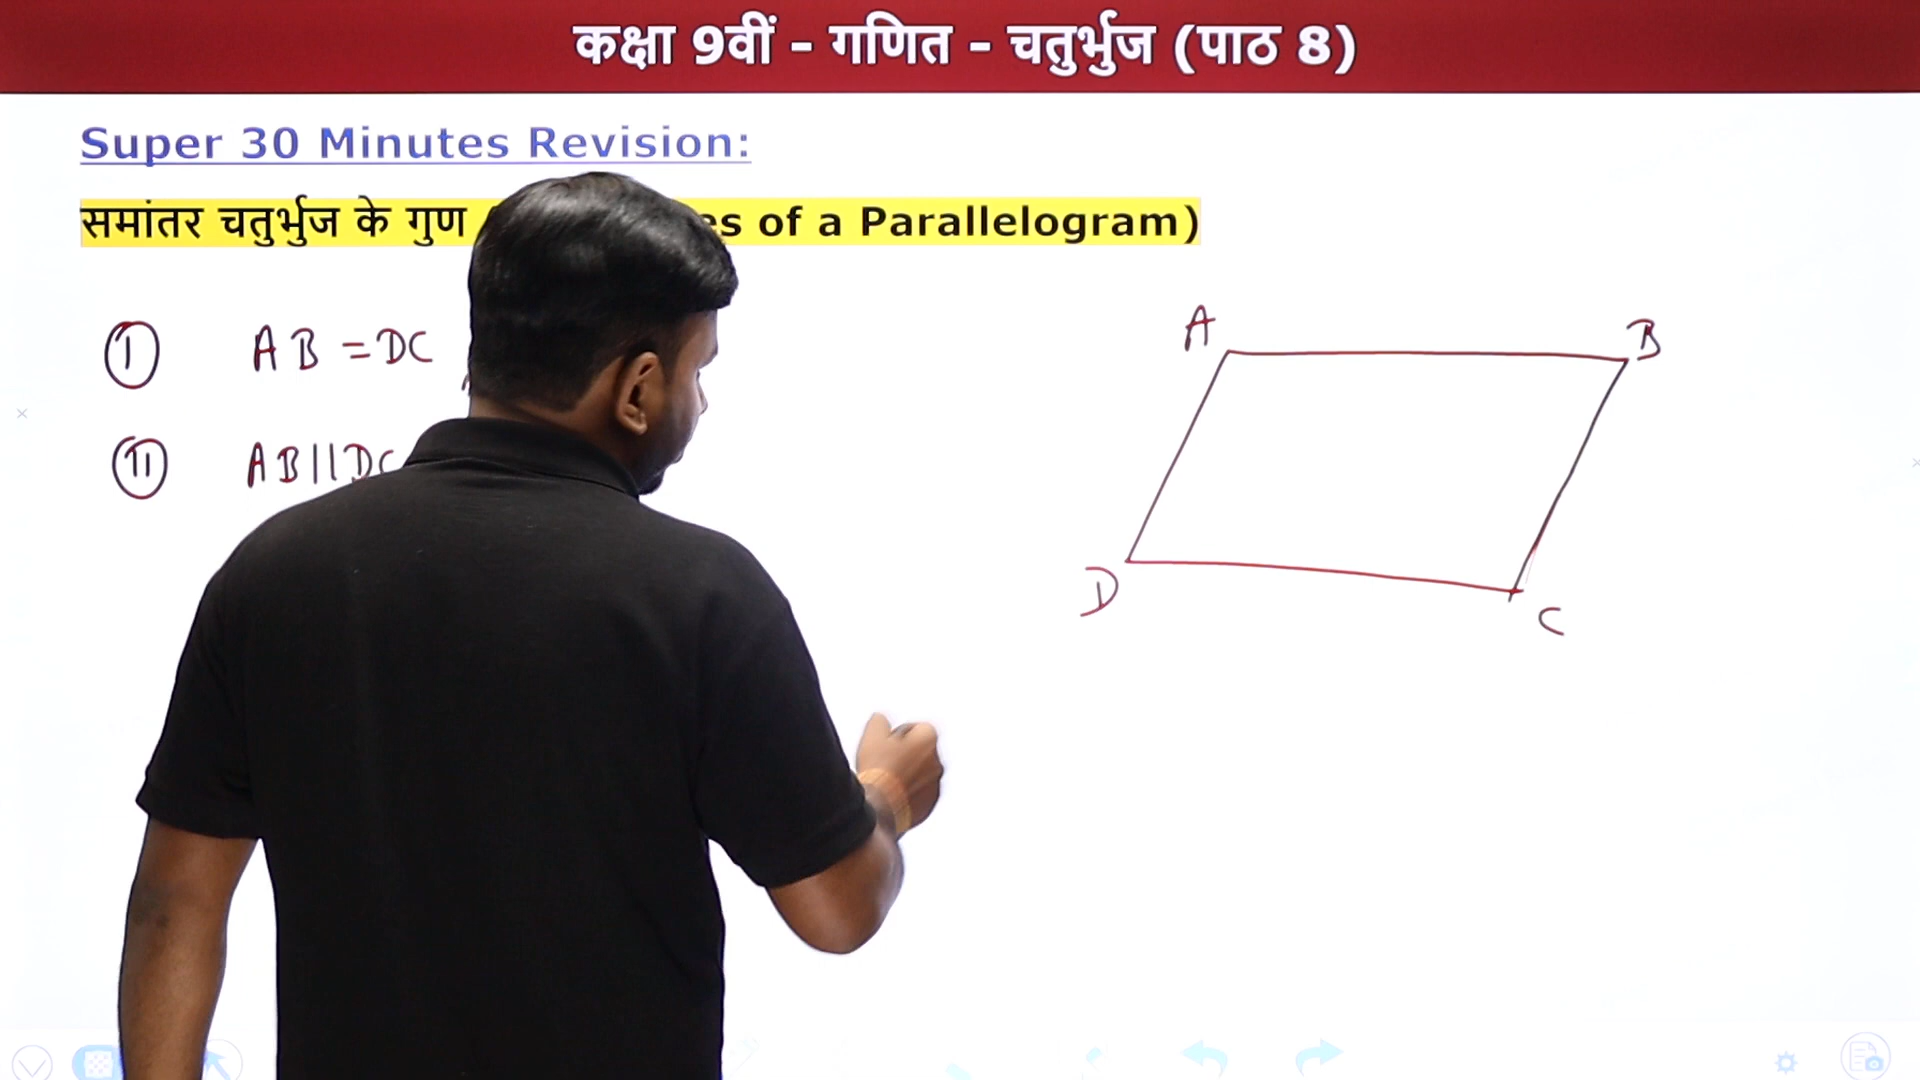 कक्षा 9वीं - गणित - चतुर्भुज (पाठ 8)
Super 30 Minutes Revision:
समांतर चतुर्भुज के गुण of a Parallelogram)
I AB = DC
II AB || DC
A B
D C